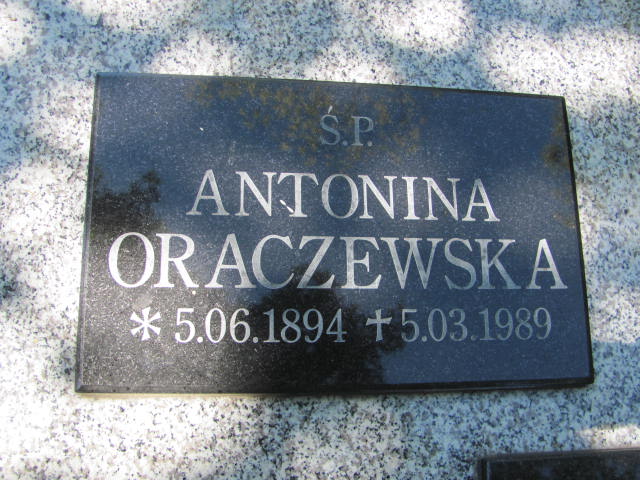 Ś.P.
ANTONINA
ORACZEWSKA
* 5.06.1894 † 5.03.1989